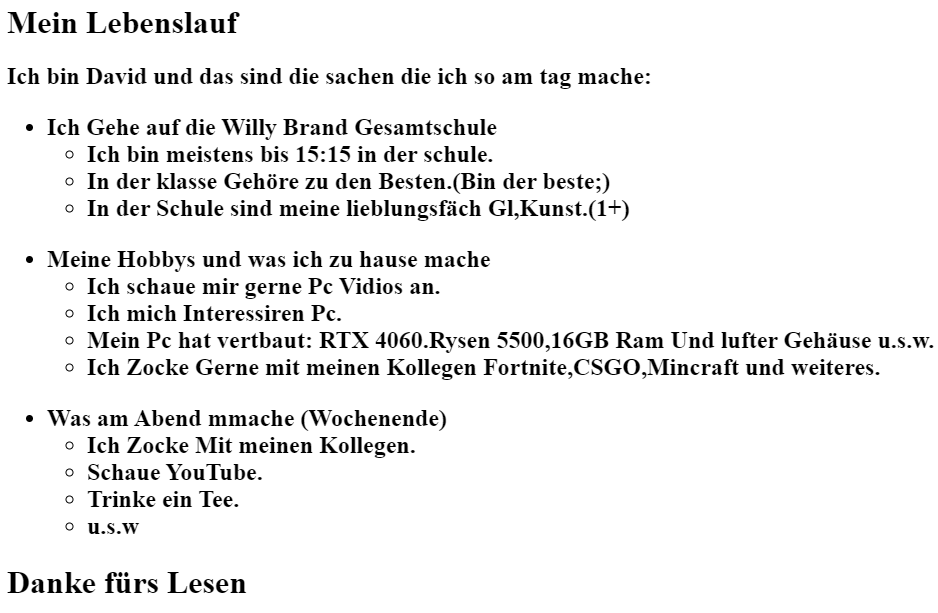 Mein Lebenslauf
Ich bin David und das sind die sachen die ich so am tag mache:
Ich Gehe auf die Willy Brand Gesamtschule
Ich bin meistens bis 15:15 in der schule.
In der klasse Gehöre zu den Besten.(Bin der beste;)
In der Schule sind meine lieblungsfäch Gl,Kunst.(1+)
Meine Hobbys und was ich zu hause mache
Ich schaue mir gerne Pc Vidios an.
Ich mich Interessiren Pc.
Mein Pc hat vertbaut: RTX 4060.Rysen 5500,16GB Ram Und lufter Gehäuse u.s.w.
Ich Zocke Gerne mit meinen Kollegen Fortnite,CSGO,Mincraft und weiteres.
Was am Abend mmache (Wochenende)
Ich Zocke Mit meinen Kollegen.
Schaue YouTube.
Trinke ein Tee.
u.s.w
Danke fürs Lesen